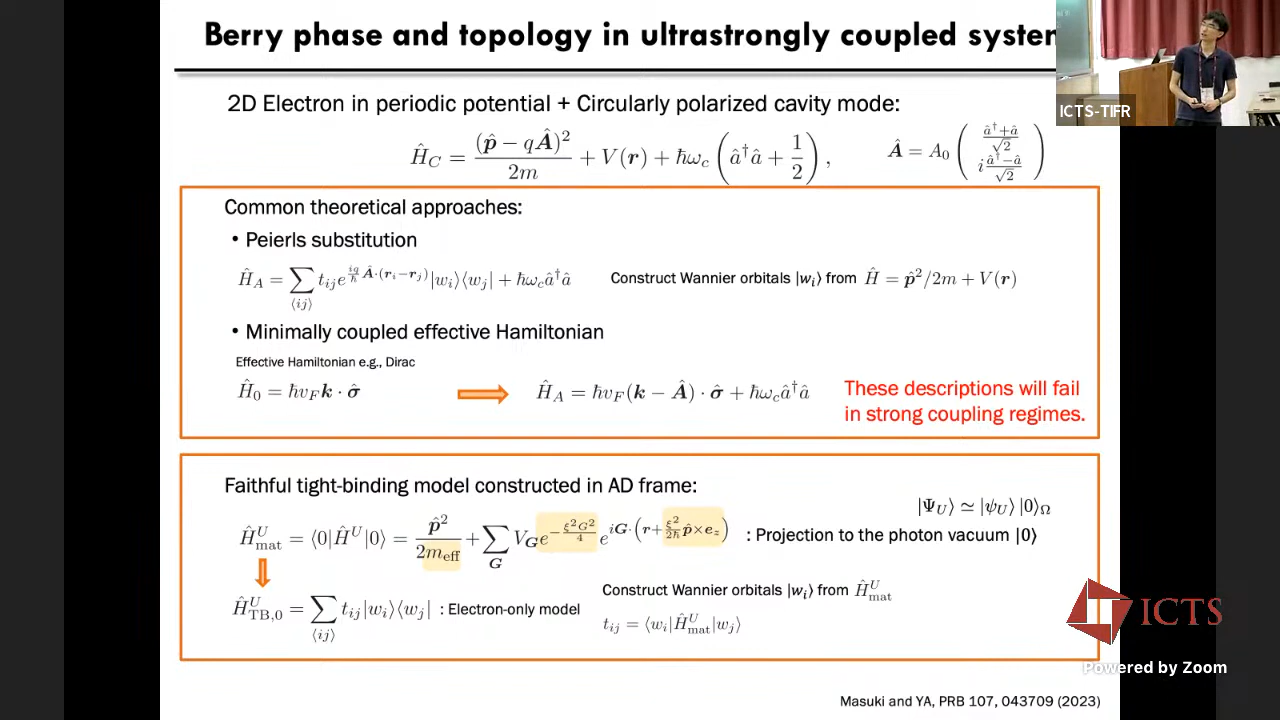 Berry phase and topology in ultrastrongly coupled system
ICTS-TIFR
2D Electron in periodic potential + Circularly polarized cavity mode:
Ĥ_C = (p̂ − qÂ)²/2m + V(r) + ħω_c (â†â + 1/2) ,    Â = A₀ ( (â†+â)/√2 , i(â†−â)/√2 )
Common theoretical approaches:
• Peierls substitution
Ĥ_A = ∑_⟨ij⟩ t_ij e^{(iq/ħ) Â·(r_i−r_j)} |w_i⟩⟨w_j| + ħω_c â†â    Construct Wannier orbitals |w_i⟩ from Ĥ = p̂²/2m + V(r)
• Minimally coupled effective Hamiltonian
Effective Hamiltonian e.g., Dirac
Ĥ₀ = ħv_F k · σ̂    Ĥ_A = ħv_F(k − Â) · σ̂ + ħω_c â†â
These descriptions will fail
in strong coupling regimes.
Faithful tight-binding model constructed in AD frame:
|Ψ_U⟩ ≃ |ψ_U⟩ |0⟩_Ω
Ĥ^U_mat = ⟨0|Ĥ^U|0⟩ = p̂²/2m_eff + ∑_G V_G e^{−ξ²G²/4} e^{iG·(r+(ξ²/2ħ) p̂×e_z)} : Projection to the photon vacuum |0⟩
Ĥ^U_TB,0 = ∑_⟨ij⟩ t_ij |w_i⟩⟨w_j| : Electron-only model
Construct Wannier orbitals |w_i⟩ from Ĥ^U_mat
t_ij = ⟨w_i|Ĥ^U_mat|w_j⟩
ICTS
Powered by Zoom
Masuki and YA, PRB 107, 043709 (2023)